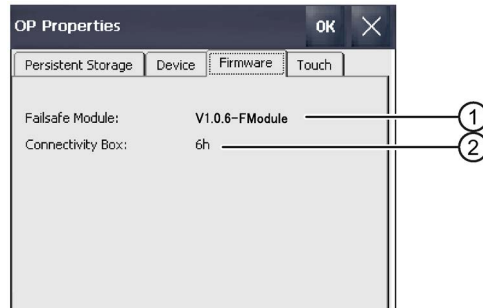 OP Properties OK
Persistent Storage Device Firmware Touch
Failsafe Module: V1.0.6-FModule 1
Connectivity Box: 6h 2